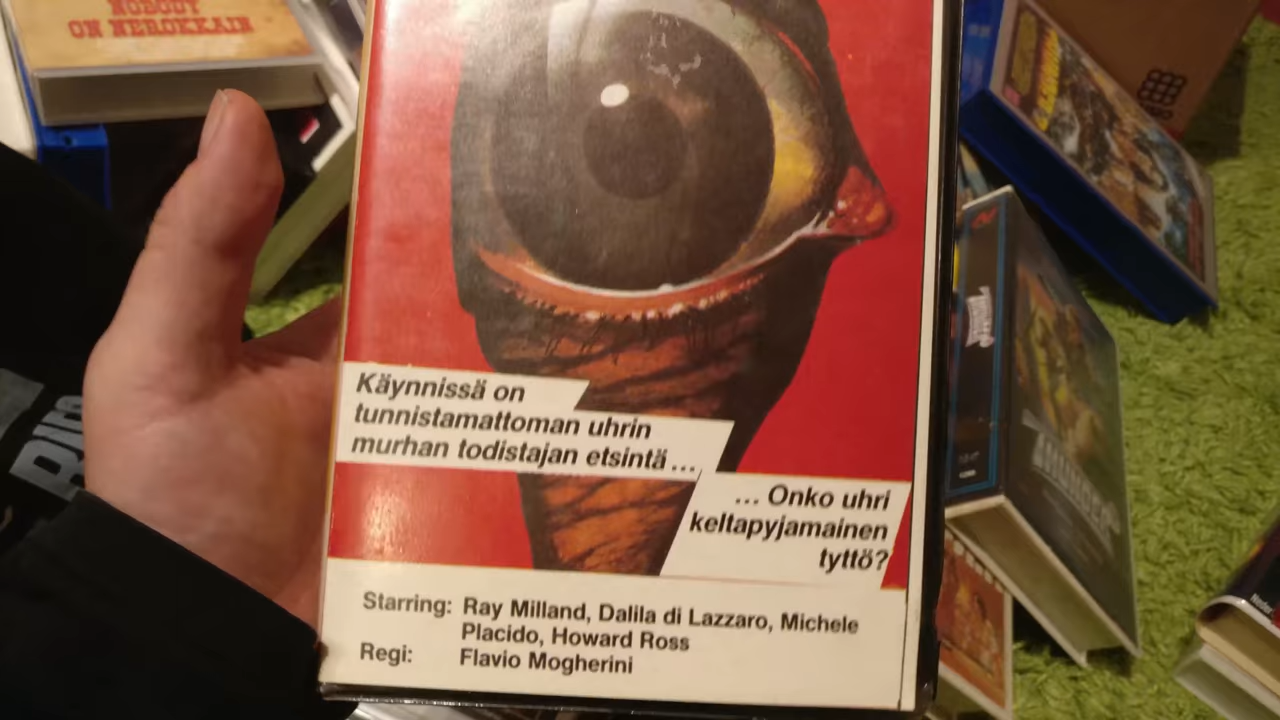 NOBODY
ON NEROKKAIN
Käynnissä on
tunnistamattoman uhrin
murhan todistajan etsintä...
... Onko uhri
keltapyjamainen
tyttö?
Starring: Ray Milland, Dalila di Lazzaro, Michele
Placido, Howard Ross
Regi: Flavio Mogherini